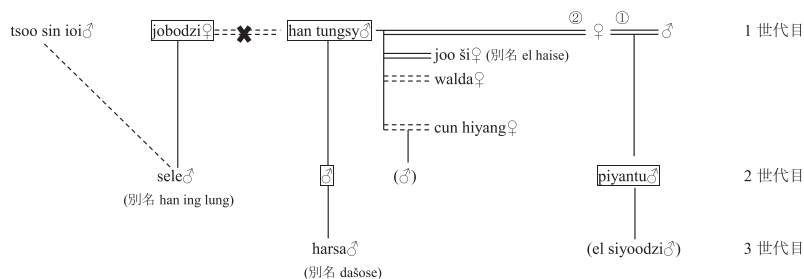 ② ①
tsoo sin ioi♂ jobodzi♀ han tungsy♂ ♀ ♂ 1 世代目
joo ši♀ (別名 el haise)
walda♀
cun hiyang♀
sele♂ ♂ (♂) piyantu♂ 2 世代目
(別名 han ing lung)
harsa♂ (el siyoodzi♂) 3 世代目
(別名 dašose)